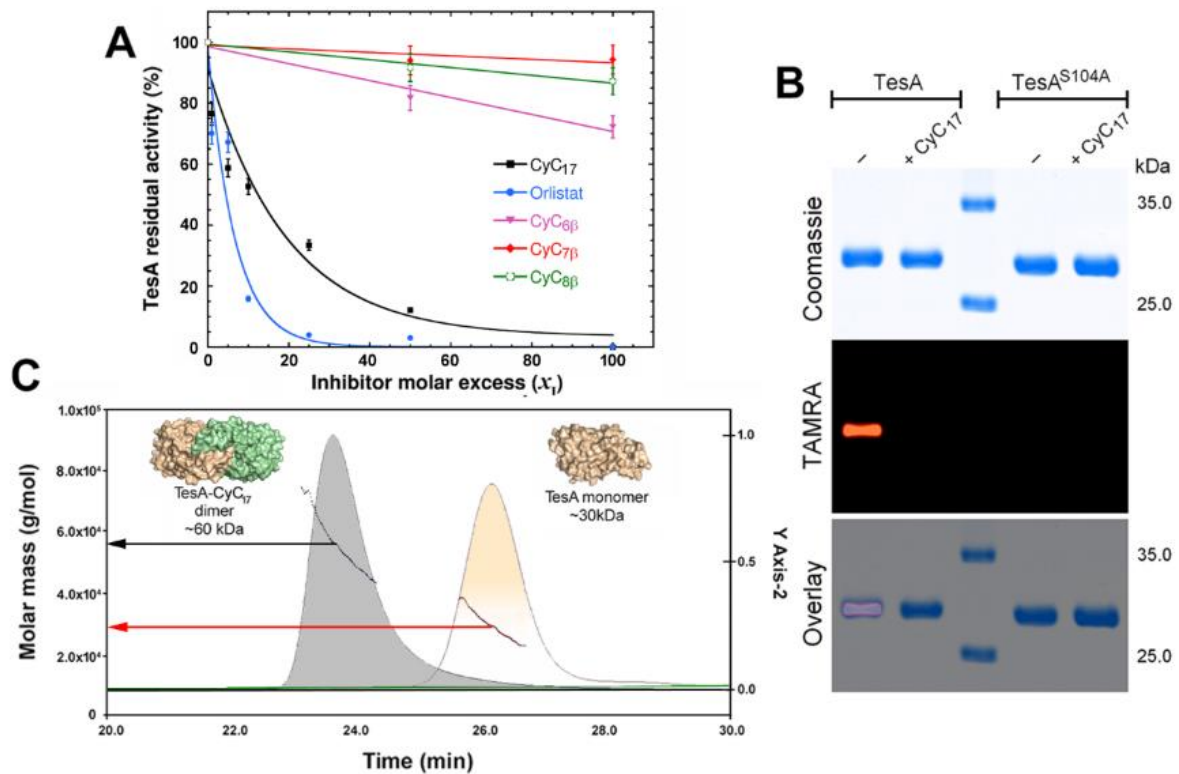 A
100
80
60
40
20
0
TesA residual activity (%)
CyC17
Orlistat
CyC6β
CyC7β
CyC8β
0 20 40 60 80 100
Inhibitor molar excess (xI)
B
TesA TesAS104A
– + CyC17 – + CyC17
kDa
Coomassie
35.0
25.0
TAMRA
Overlay
35.0
25.0
C
1.0x10⁵
8.0x10⁴
6.0x10⁴
4.0x10⁴
2.0x10⁴
0
Molar mass (g/mol)
TesA-CyC17
dimer
~60 kDa
TesA monomer
~30kDa
1.0
0.5
0.0
Y Axis-2
20.0 22.0 24.0 26.0 28.0 30.0
Time (min)